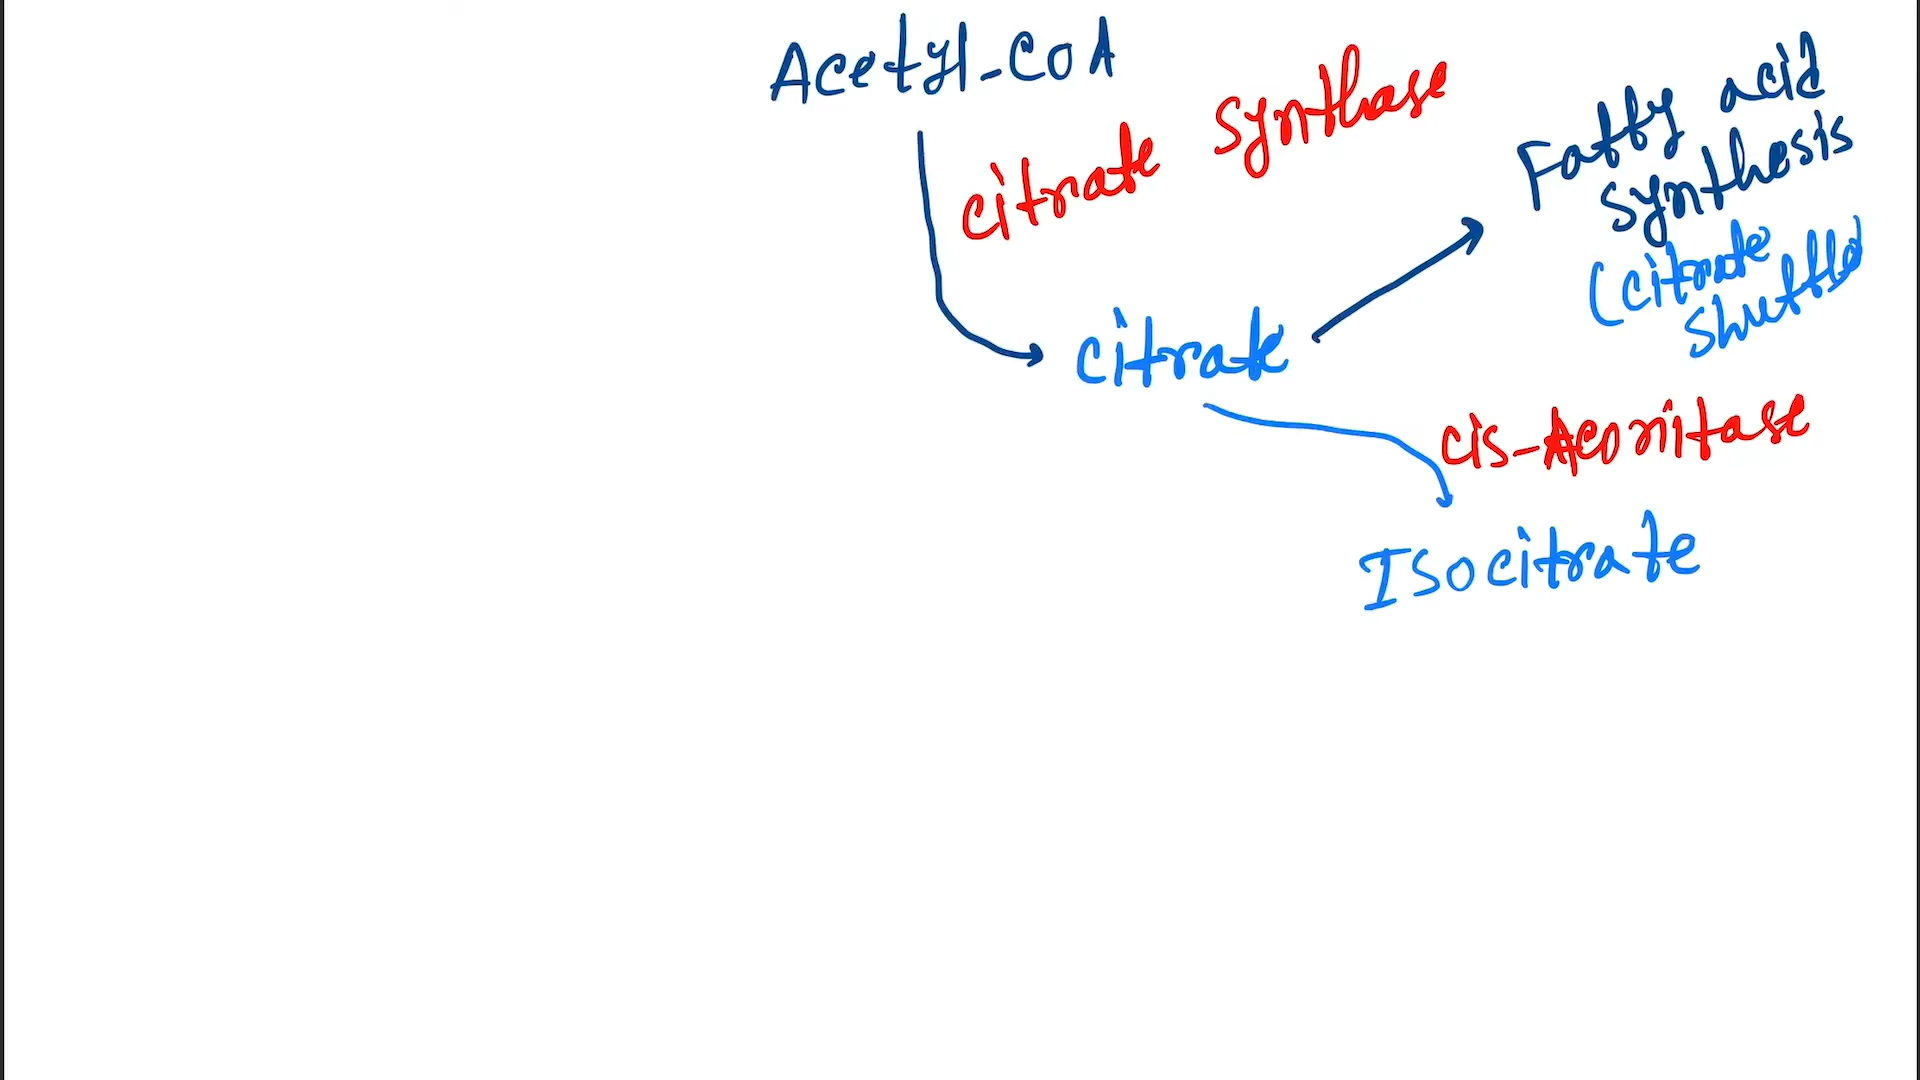 Acetyl-CoA
citrate synthase
Fatty acid
synthesis
(citrate
shuttle)
citrate
cis-Aconitase
Isocitrate